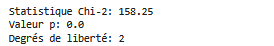 Statistique Chi-2: 158.25
Valeur p: 0.0
Degrés de liberté: 2